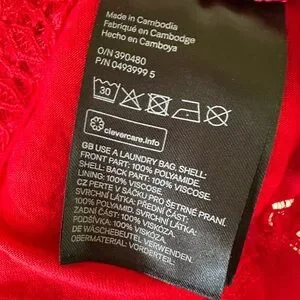 Made in Cambodia
Fabriqué en Cambodge
Hecho en Camboya
O/N 390480
P/N 0493999 5
30
clevercare.info
GB USE A LAUNDRY BAG. SHELL:
FRONT PART: 100% POLYAMIDE.
SHELL: BACK PART: 100% VISCOSE.
LINING: 100% VISCOSE.
CZ PERTE V SÁČKU PRO ŠETRNÉ PRANÍ.
SVRCHNÍ LÁTKA: PŘEDNÍ ČÁST:
100% POLYAMID. SVRCHNÍ LÁTKA:
ZADNÍ ČÁST: 100% VISKÓZA.
PODŠÍVKA: 100% VISKÓZA.
DE WÄSCHEBEUTEL VERWENDEN.
OBERMATERIAL: VORDERTEIL: